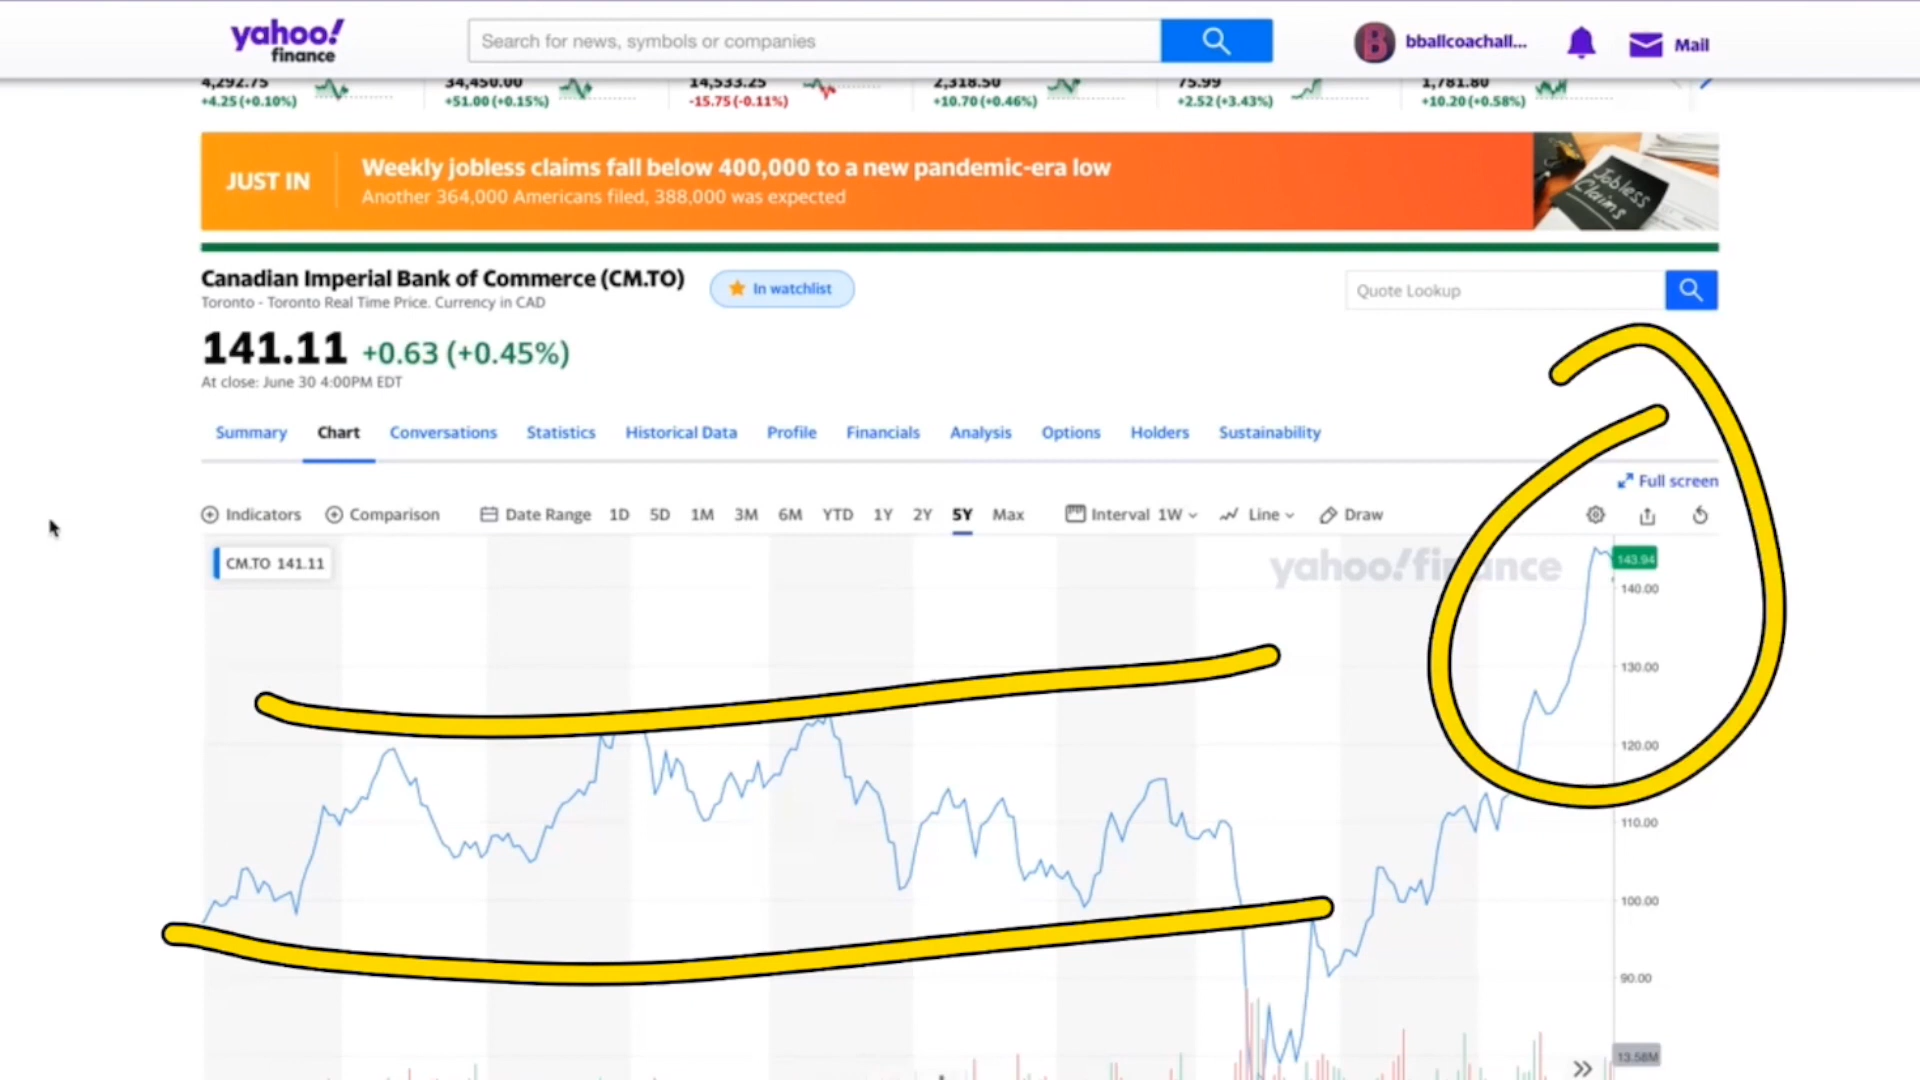 yahoo!
finance
Search for news, symbols or companies
bballcoachall...
Mail
4,292.75
+4.25 (+0.10%)
34,450.00
+51.00 (+0.15%)
14,533.25
-15.75 (-0.11%)
2,318.50
+10.70 (+0.46%)
75.99
+2.52 (+3.43%)
1,781.80
+10.20 (+0.58%)
JUST IN
Weekly jobless claims fall below 400,000 to a new pandemic-era low
Another 364,000 Americans filed, 388,000 was expected
Jobless
Claims
Canadian Imperial Bank of Commerce (CM.TO)
In watchlist
Toronto - Toronto Real Time Price. Currency in CAD
Quote Lookup
141.11 +0.63 (+0.45%)
At close: June 30 4:00PM EDT
Summary Chart Conversations Statistics Historical Data Profile Financials Analysis Options Holders Sustainability
Full screen
Indicators Comparison Date Range 1D 5D 1M 3M 6M YTD 1Y 2Y 5Y Max Interval 1W Line Draw
CM.TO 141.11
yahoo!finance
143.94
140.00
130.00
120.00
110.00
100.00
90.00
13.58M